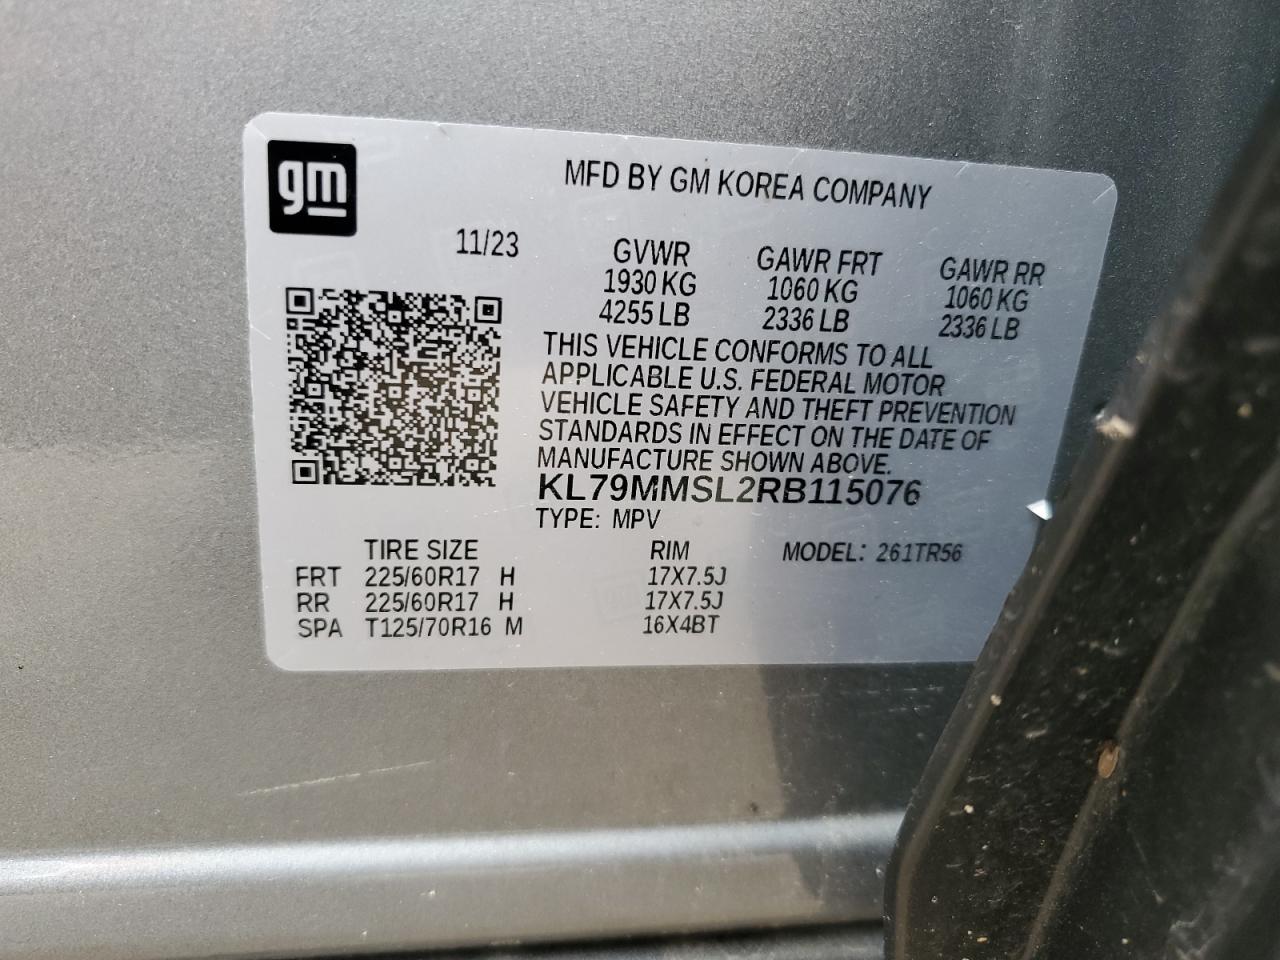 gm
MFD BY GM KOREA COMPANY
11/23
GVWR GAWR FRT GAWR RR
1930 KG 1060 KG 1060 KG
4255 LB 2336 LB 2336 LB
THIS VEHICLE CONFORMS TO ALL
APPLICABLE U.S. FEDERAL MOTOR
VEHICLE SAFETY AND THEFT PREVENTION
STANDARDS IN EFFECT ON THE DATE OF
MANUFACTURE SHOWN ABOVE.
KL79MMSL2RB115076
TYPE: MPV
TIRE SIZE RIM MODEL: 261TR56
FRT 225/60R17 H 17X7.5J
RR 225/60R17 H 17X7.5J
SPA T125/70R16 M 16X4BT